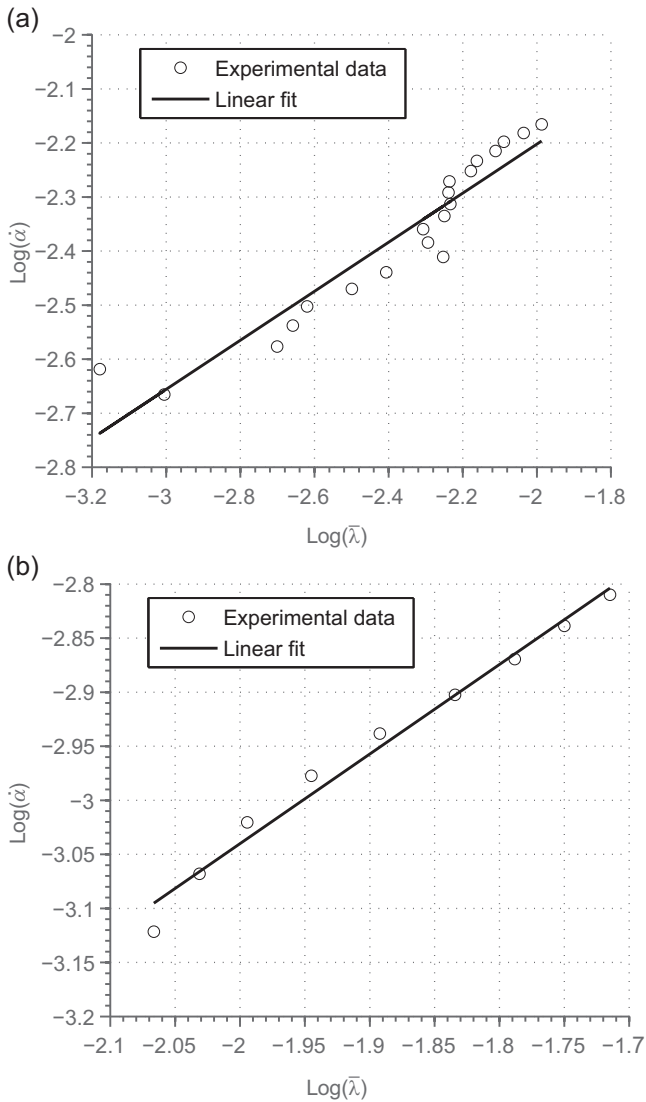 (a)
−2
−2.1
−2.2
−2.3
−2.4
−2.5
−2.6
−2.7
−2.8
Log(α̇)
Experimental data
Linear fit
−3.2 −3 −2.8 −2.6 −2.4 −2.2 −2 −1.8
Log(λ̅)
(b)
−2.8
−2.85
−2.9
−2.95
−3
−3.05
−3.1
−3.15
−3.2
Log(α̇)
Experimental data
Linear fit
−2.1 −2.05 −2 −1.95 −1.9 −1.85 −1.8 −1.75 −1.7
Log(λ̅)